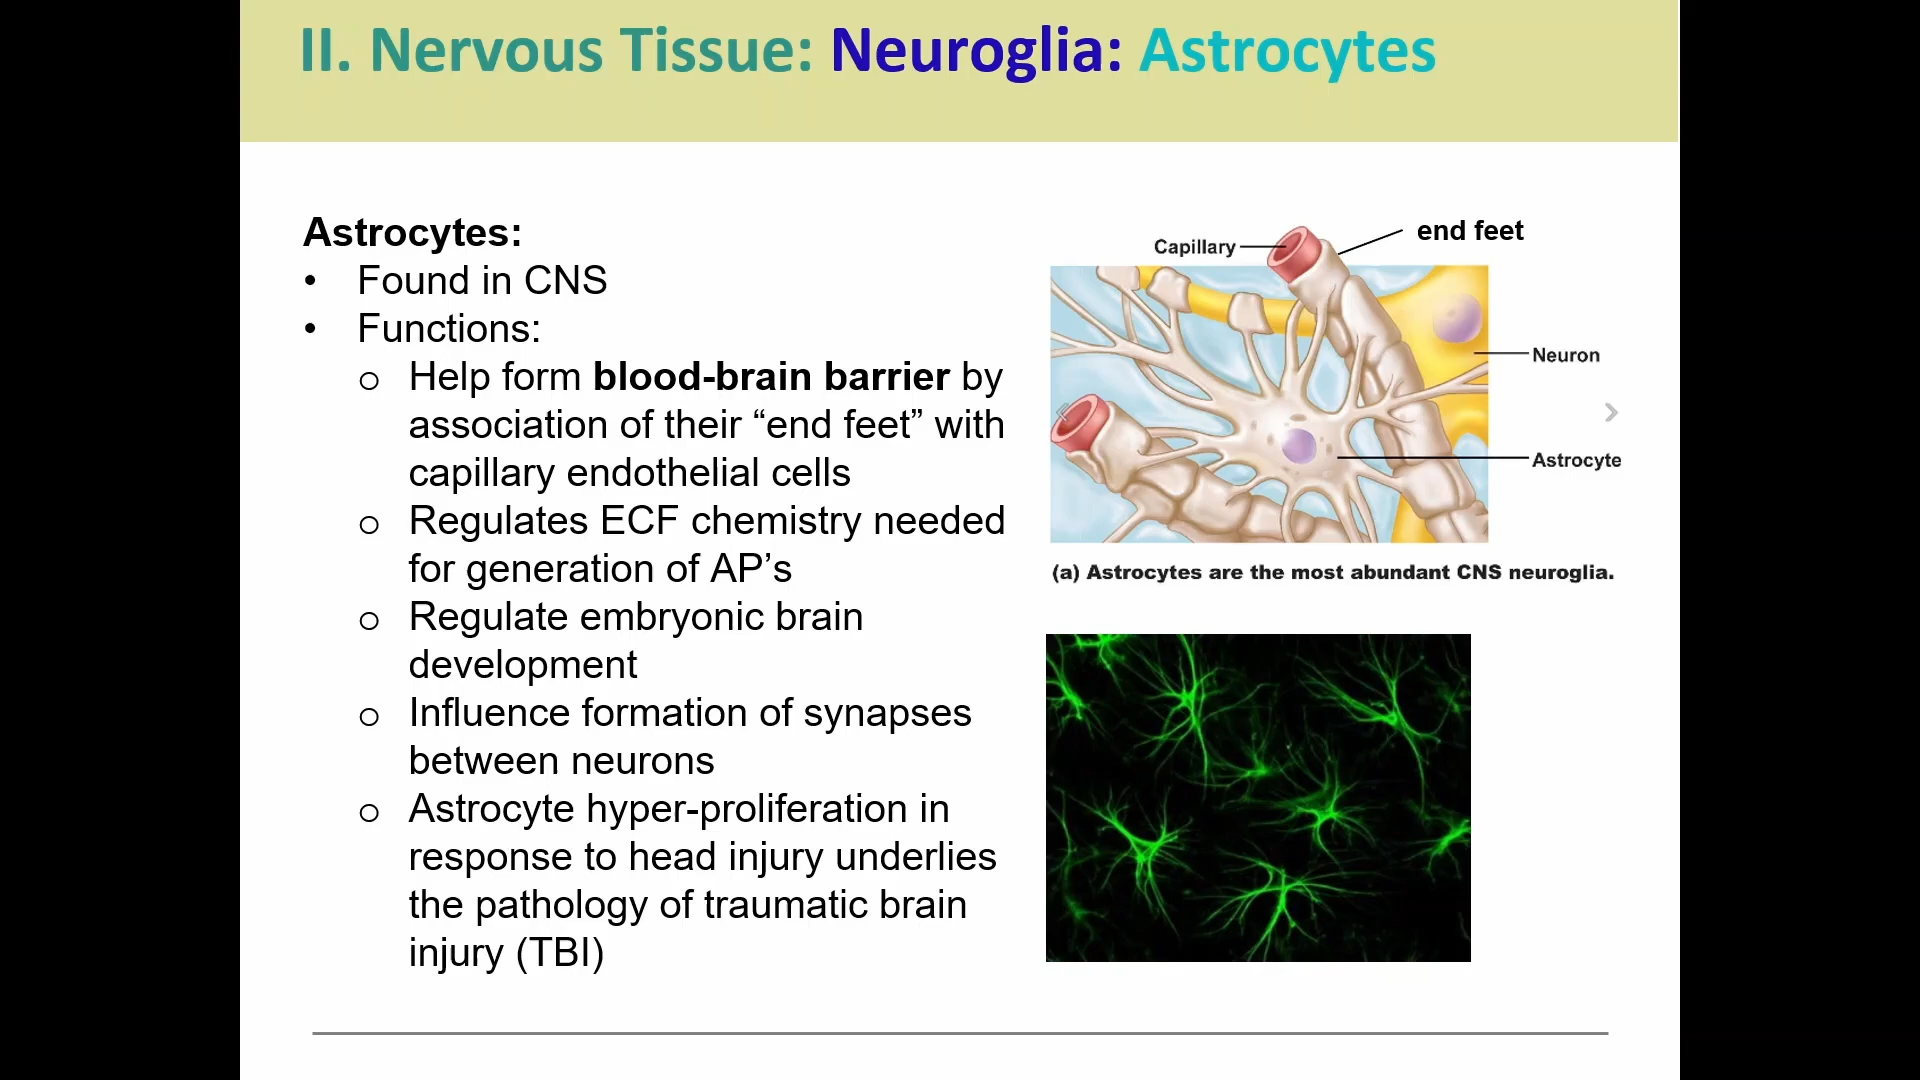 II. Nervous Tissue: Neuroglia: Astrocytes
Astrocytes:
• Found in CNS
• Functions:
o Help form blood-brain barrier by
association of their “end feet” with
capillary endothelial cells
o Regulates ECF chemistry needed
for generation of AP’s
o Regulate embryonic brain
development
o Influence formation of synapses
between neurons
o Astrocyte hyper-proliferation in
response to head injury underlies
the pathology of traumatic brain
injury (TBI)
end feet
Capillary
Neuron
Astrocyte
(a) Astrocytes are the most abundant CNS neuroglia.